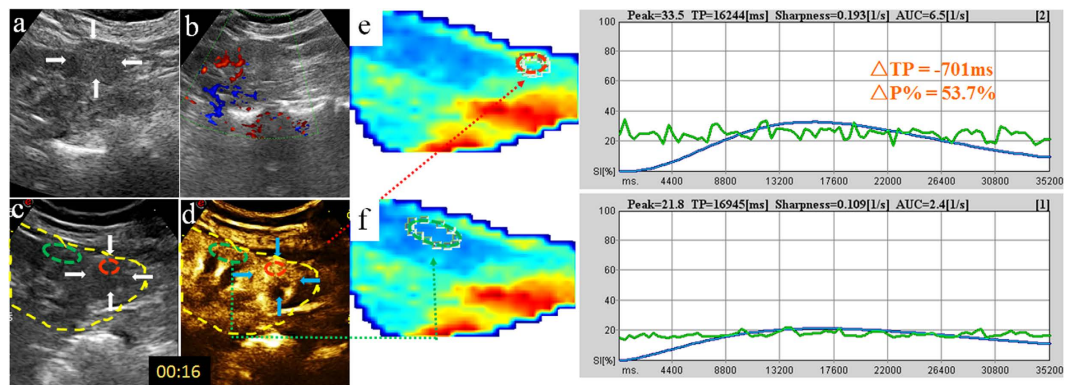 a
b
e
c
d
f
00:16
Peak=33.5 TP=16244[ms] Sharpness=0.193[1/s] AUC=6.5[1/s] [2]
100
80
60
40
20
SI[%]
ms. 4400 8800 13200 17600 22000 26400 30800 35200
△TP = -701ms
△P% = 53.7%
Peak=21.8 TP=16945[ms] Sharpness=0.109[1/s] AUC=2.4[1/s] [1]
100
80
60
40
20
SI[%]
ms. 4400 8800 13200 17600 22000 26400 30800 35200